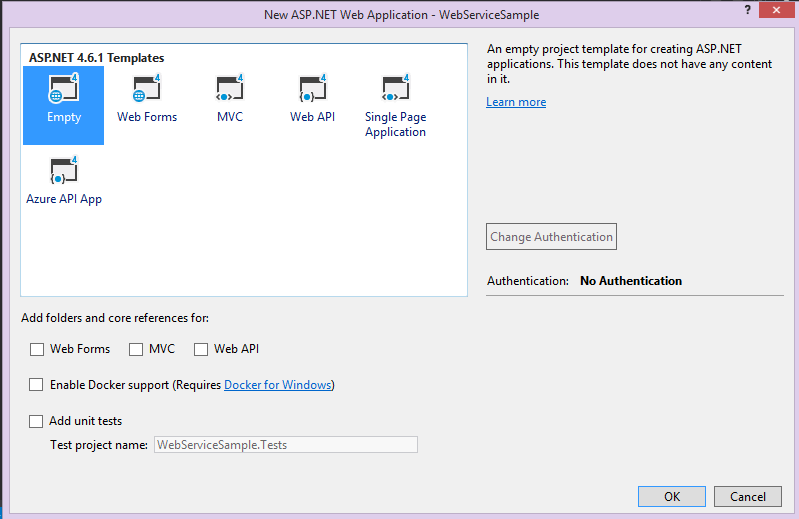 New ASP.NET Web Application - WebServiceSample
?
ASP.NET 4.6.1 Templates
4 4 4 4 4
Empty Web Forms MVC Web API Single Page
Application
4
Azure API App
An empty project template for creating ASP.NET
applications. This template does not have any content
in it.
Learn more
Change Authentication
Authentication: No Authentication
Add folders and core references for:
Web Forms MVC Web API
Enable Docker support (Requires Docker for Windows)
Add unit tests
Test project name: WebServiceSample.Tests
OK Cancel